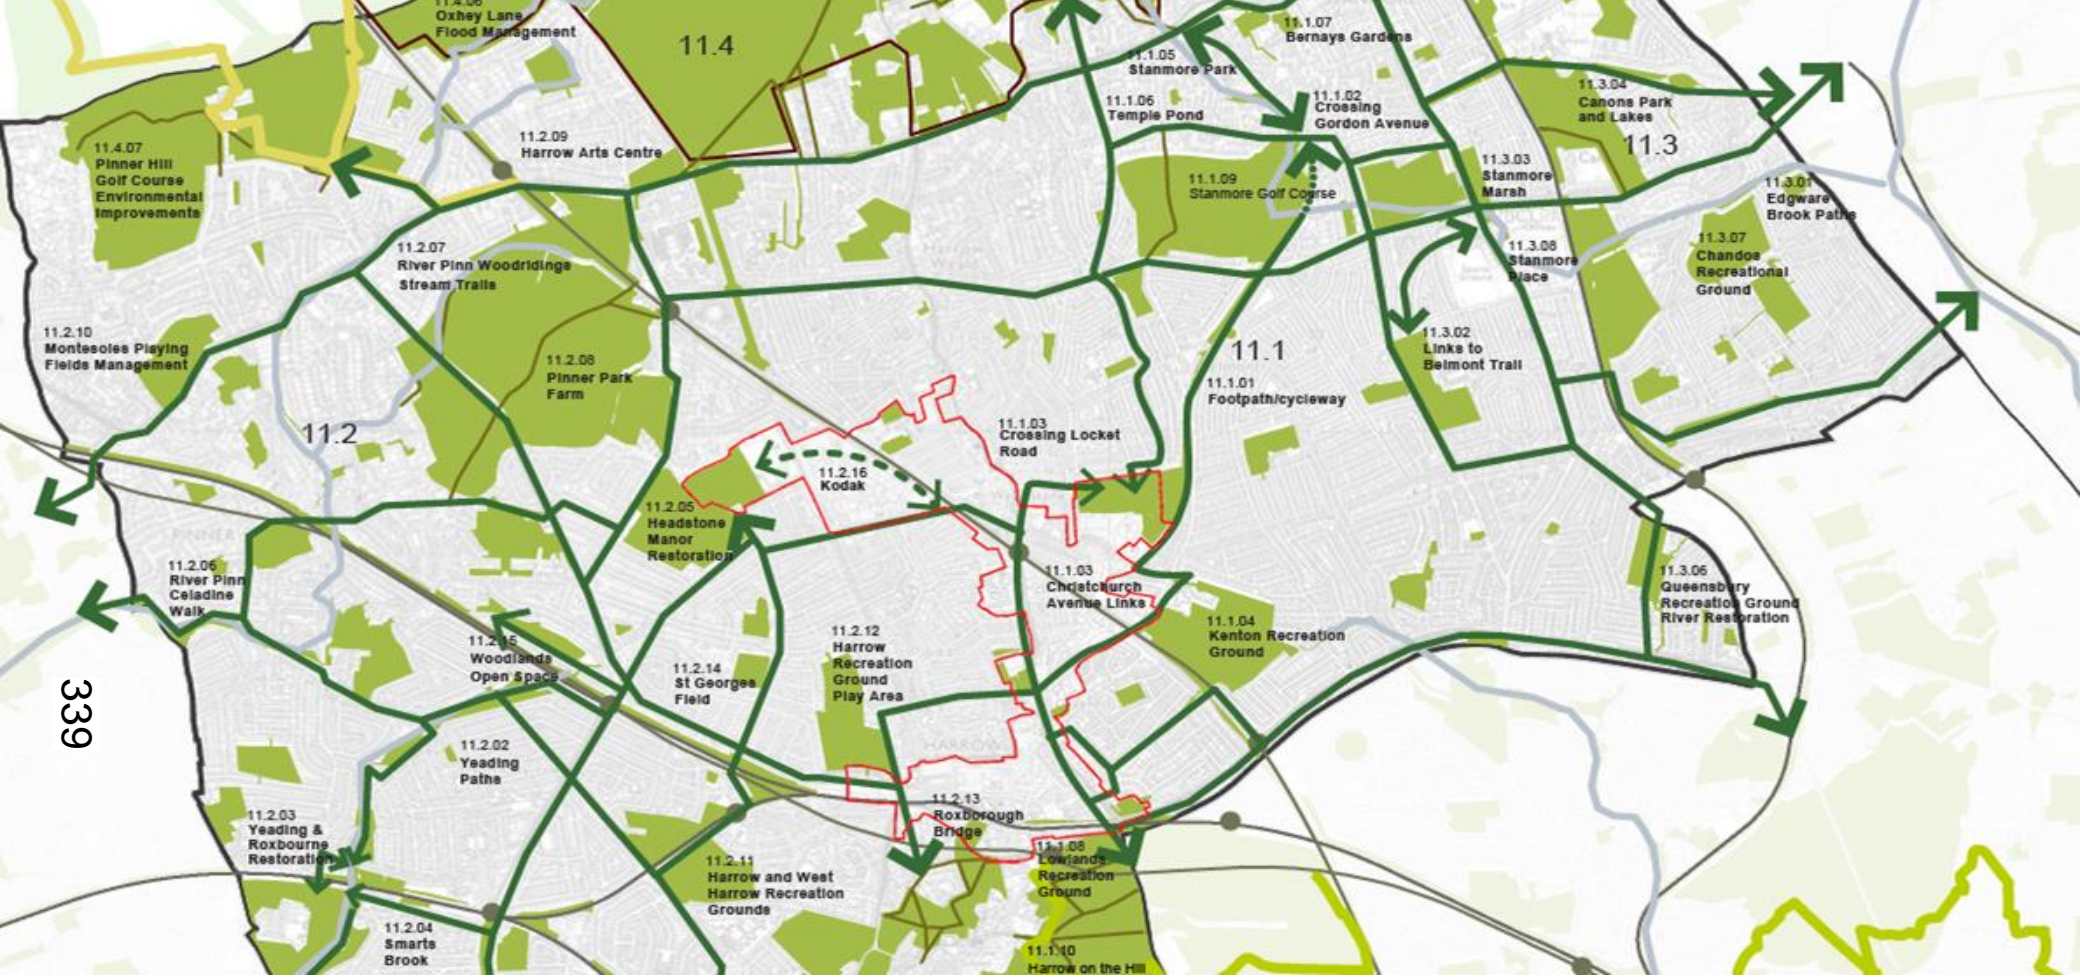 11.4.06
Oxhey Lane
Flood Management
11.4
11.1.07
Bernays Gardens
11.1.05
Stanmore Park
11.1.06
Temple Pond
11.1.02
Crossing
Gordon Avenue
11.3.04
Canons Park
and Lakes
11.3
11.2.09
Harrow Arts Centre
11.4.07
Pinner Hill
Golf Course
Environmental
Improvements
11.1.09
Stanmore Golf Course
11.3.03
Stanmore
Marsh
11.3.01
Edgware
Brook Paths
11.2.07
River Pinn Woodridings
Stream Trails
11.3.08
Stanmore
Place
11.3.07
Chandos
Recreational
Ground
11.2.10
Montesoles Playing
Fields Management
11.2.08
Pinner Park
Farm
11.1
11.1.01
Footpath/cycleway
11.3.02
Links to
Belmont Trail
11.2
11.1.03
Crossing Locket
Road
11.2.16
Kodak
11.2.05
Headstone
Manor
Restoration
PINNER
11.2.06
River Pinn
Celadine
Walk
11.1.03
Christchurch
Avenue Links
11.3.06
Queensbury
Recreation Ground
River Restoration
11.1.04
Kenton Recreation
Ground
11.2.15
Woodlands
Open Space
11.2.14
St Georges
Field
11.2.12
Harrow
Recreation
Ground
Play Area
339
11.2.02
Yeading
Paths
HARROW
11.2.03
Yeading &
Roxbourne
Restoration
11.2.13
Roxborough
Bridge
11.1.08
Lowlands
Recreation
Ground
11.2.11
Harrow and West
Harrow Recreation
Grounds
11.2.04
Smarts
Brook
11.1.10
Harrow on the Hill